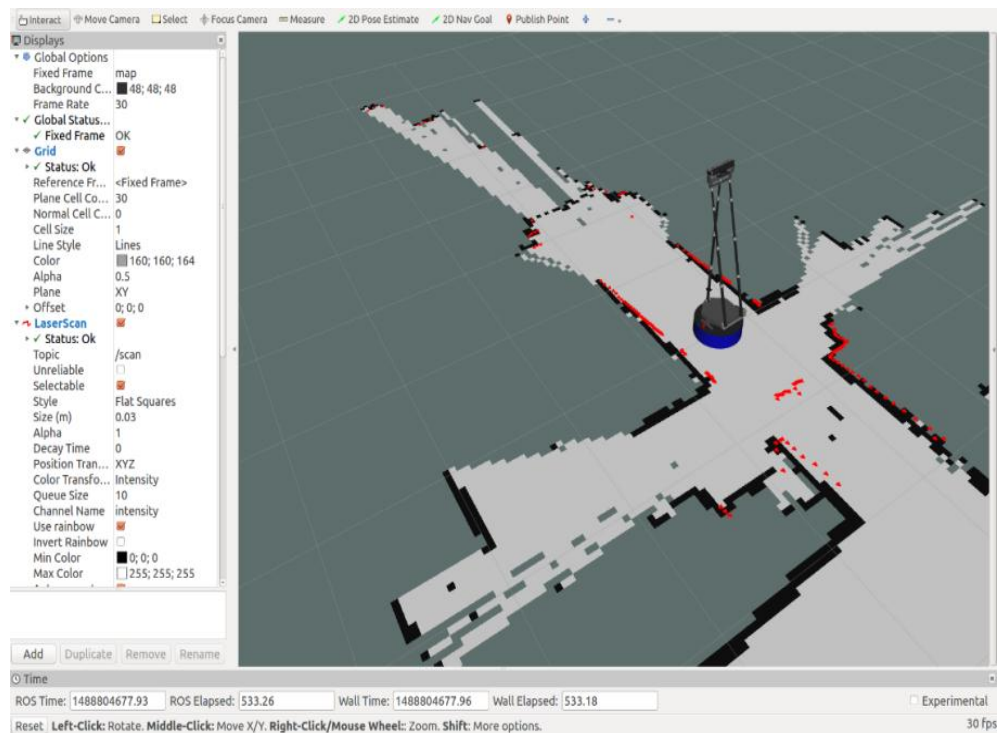 Interact Move Camera Select Focus Camera Measure 2D Pose Estimate 2D Nav Goal Publish Point
Displays
Global Options
Fixed Frame map
Background C... 48; 48; 48
Frame Rate 30
Global Status...
Fixed Frame OK
Grid
Status: Ok
Reference Fr... <Fixed Frame>
Plane Cell Co... 30
Normal Cell C... 0
Cell Size 1
Line Style Lines
Color 160; 160; 164
Alpha 0.5
Plane XY
Offset 0; 0; 0
LaserScan
Status: Ok
Topic /scan
Unreliable
Selectable
Style Flat Squares
Size (m) 0.03
Alpha 1
Decay Time 0
Position Tran... XYZ
Color Transfo... Intensity
Queue Size 10
Channel Name intensity
Use rainbow
Invert Rainbow
Min Color 0; 0; 0
Max Color 255; 255; 255
Add Duplicate Remove Rename
Time
ROS Time: 1488804677.93 ROS Elapsed: 533.26 Wall Time: 1488804677.96 Wall Elapsed: 533.18 Experimental
Reset Left-Click: Rotate. Middle-Click: Move X/Y. Right-Click/Mouse Wheel:: Zoom. Shift: More options. 30 fps